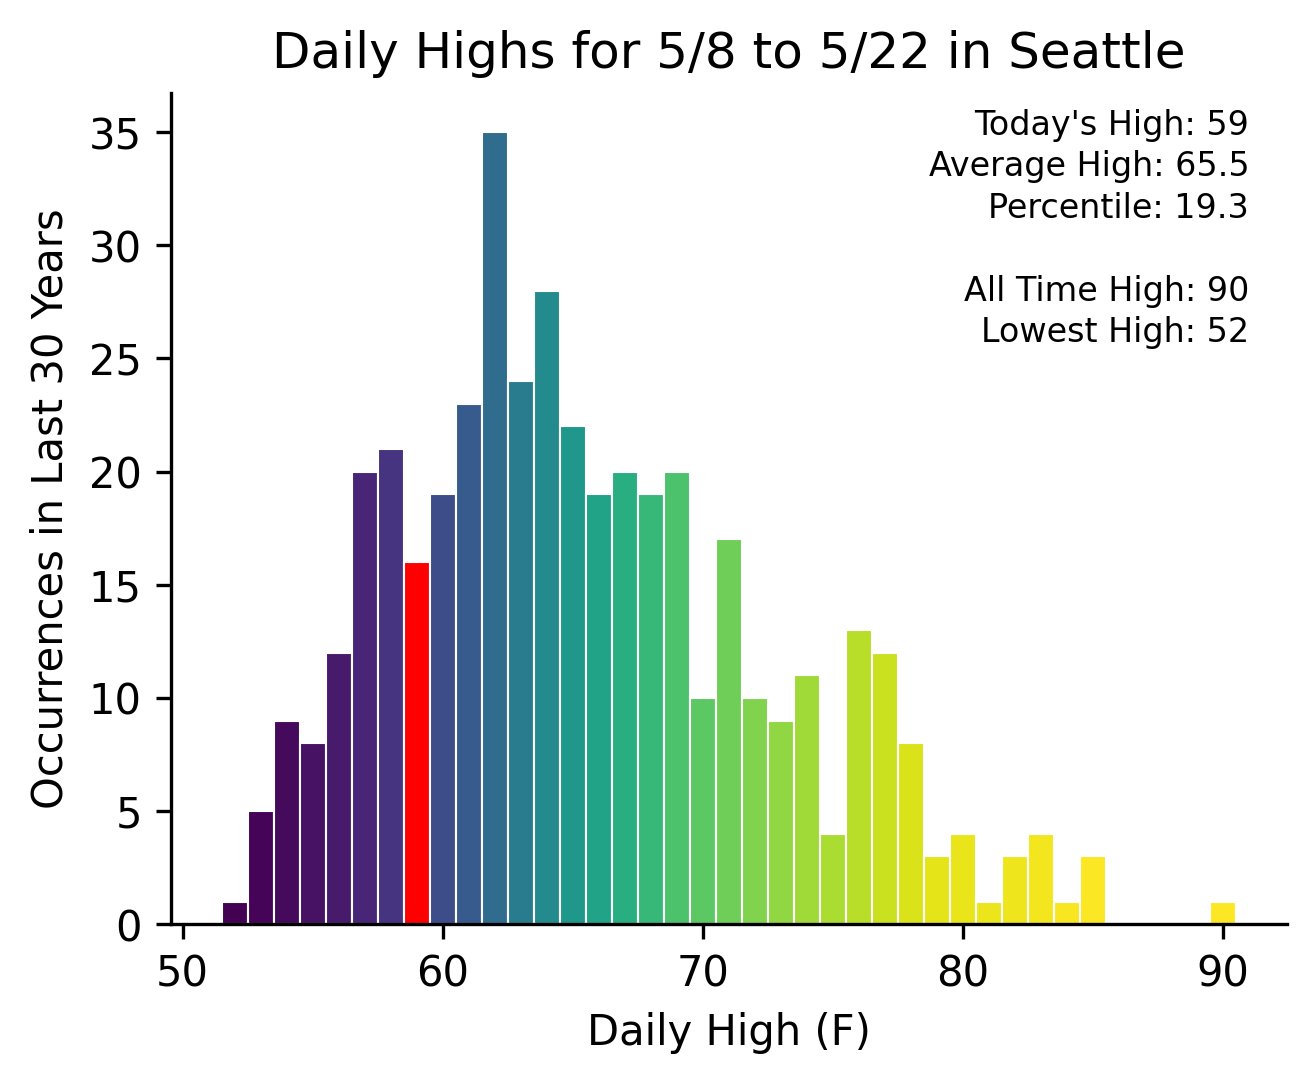 Daily Highs for 5/8 to 5/22 in Seattle
Today's High: 59
Average High: 65.5
Percentile: 19.3
All Time High: 90
Lowest High: 52
Occurrences in Last 30 Years
35
30
25
20
15
10
5
0
50 60 70 80 90
Daily High (F)